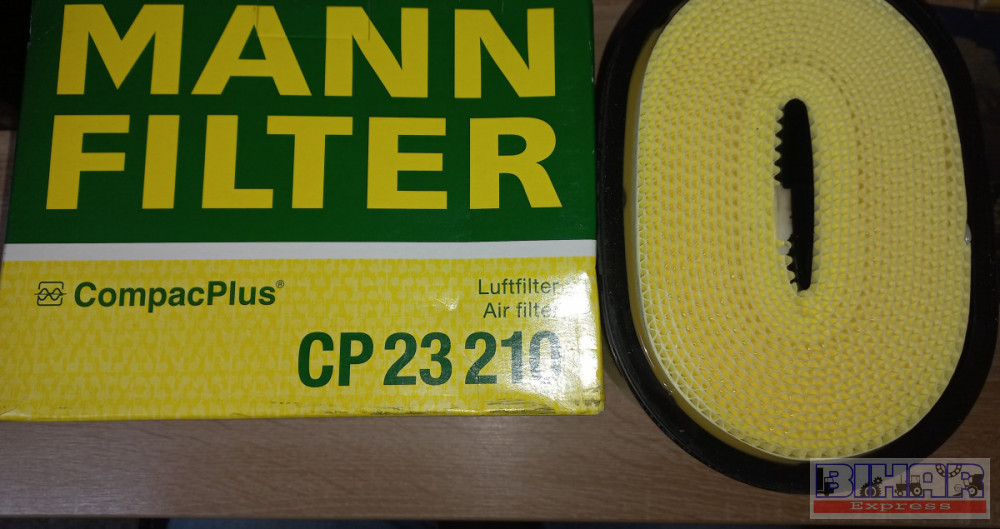 MANN
FILTER
CompacPlus®
Luftfilter
Air filter
CP 23 210
BIHAR
Express